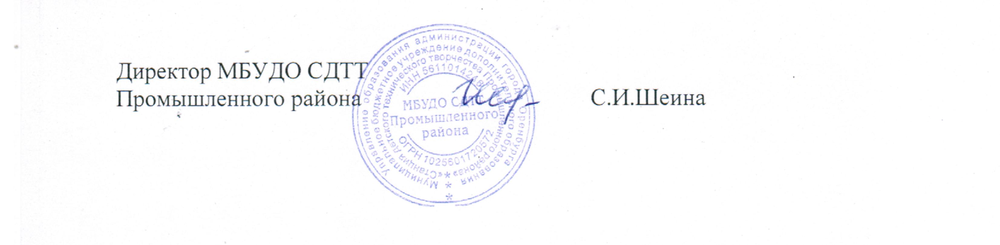 Директор МБУДО СДТТ
Промышленного района
С.И.Шеина
Управление образования администрации города Оренбурга
*
Муниципальное бюджетное учреждение дополнительного образования
*
«Станция детского технического творчества Промышленного района»
*
ИНН
ОГРН 1025601720572
МБУДО СДТТ
Промышленного
района